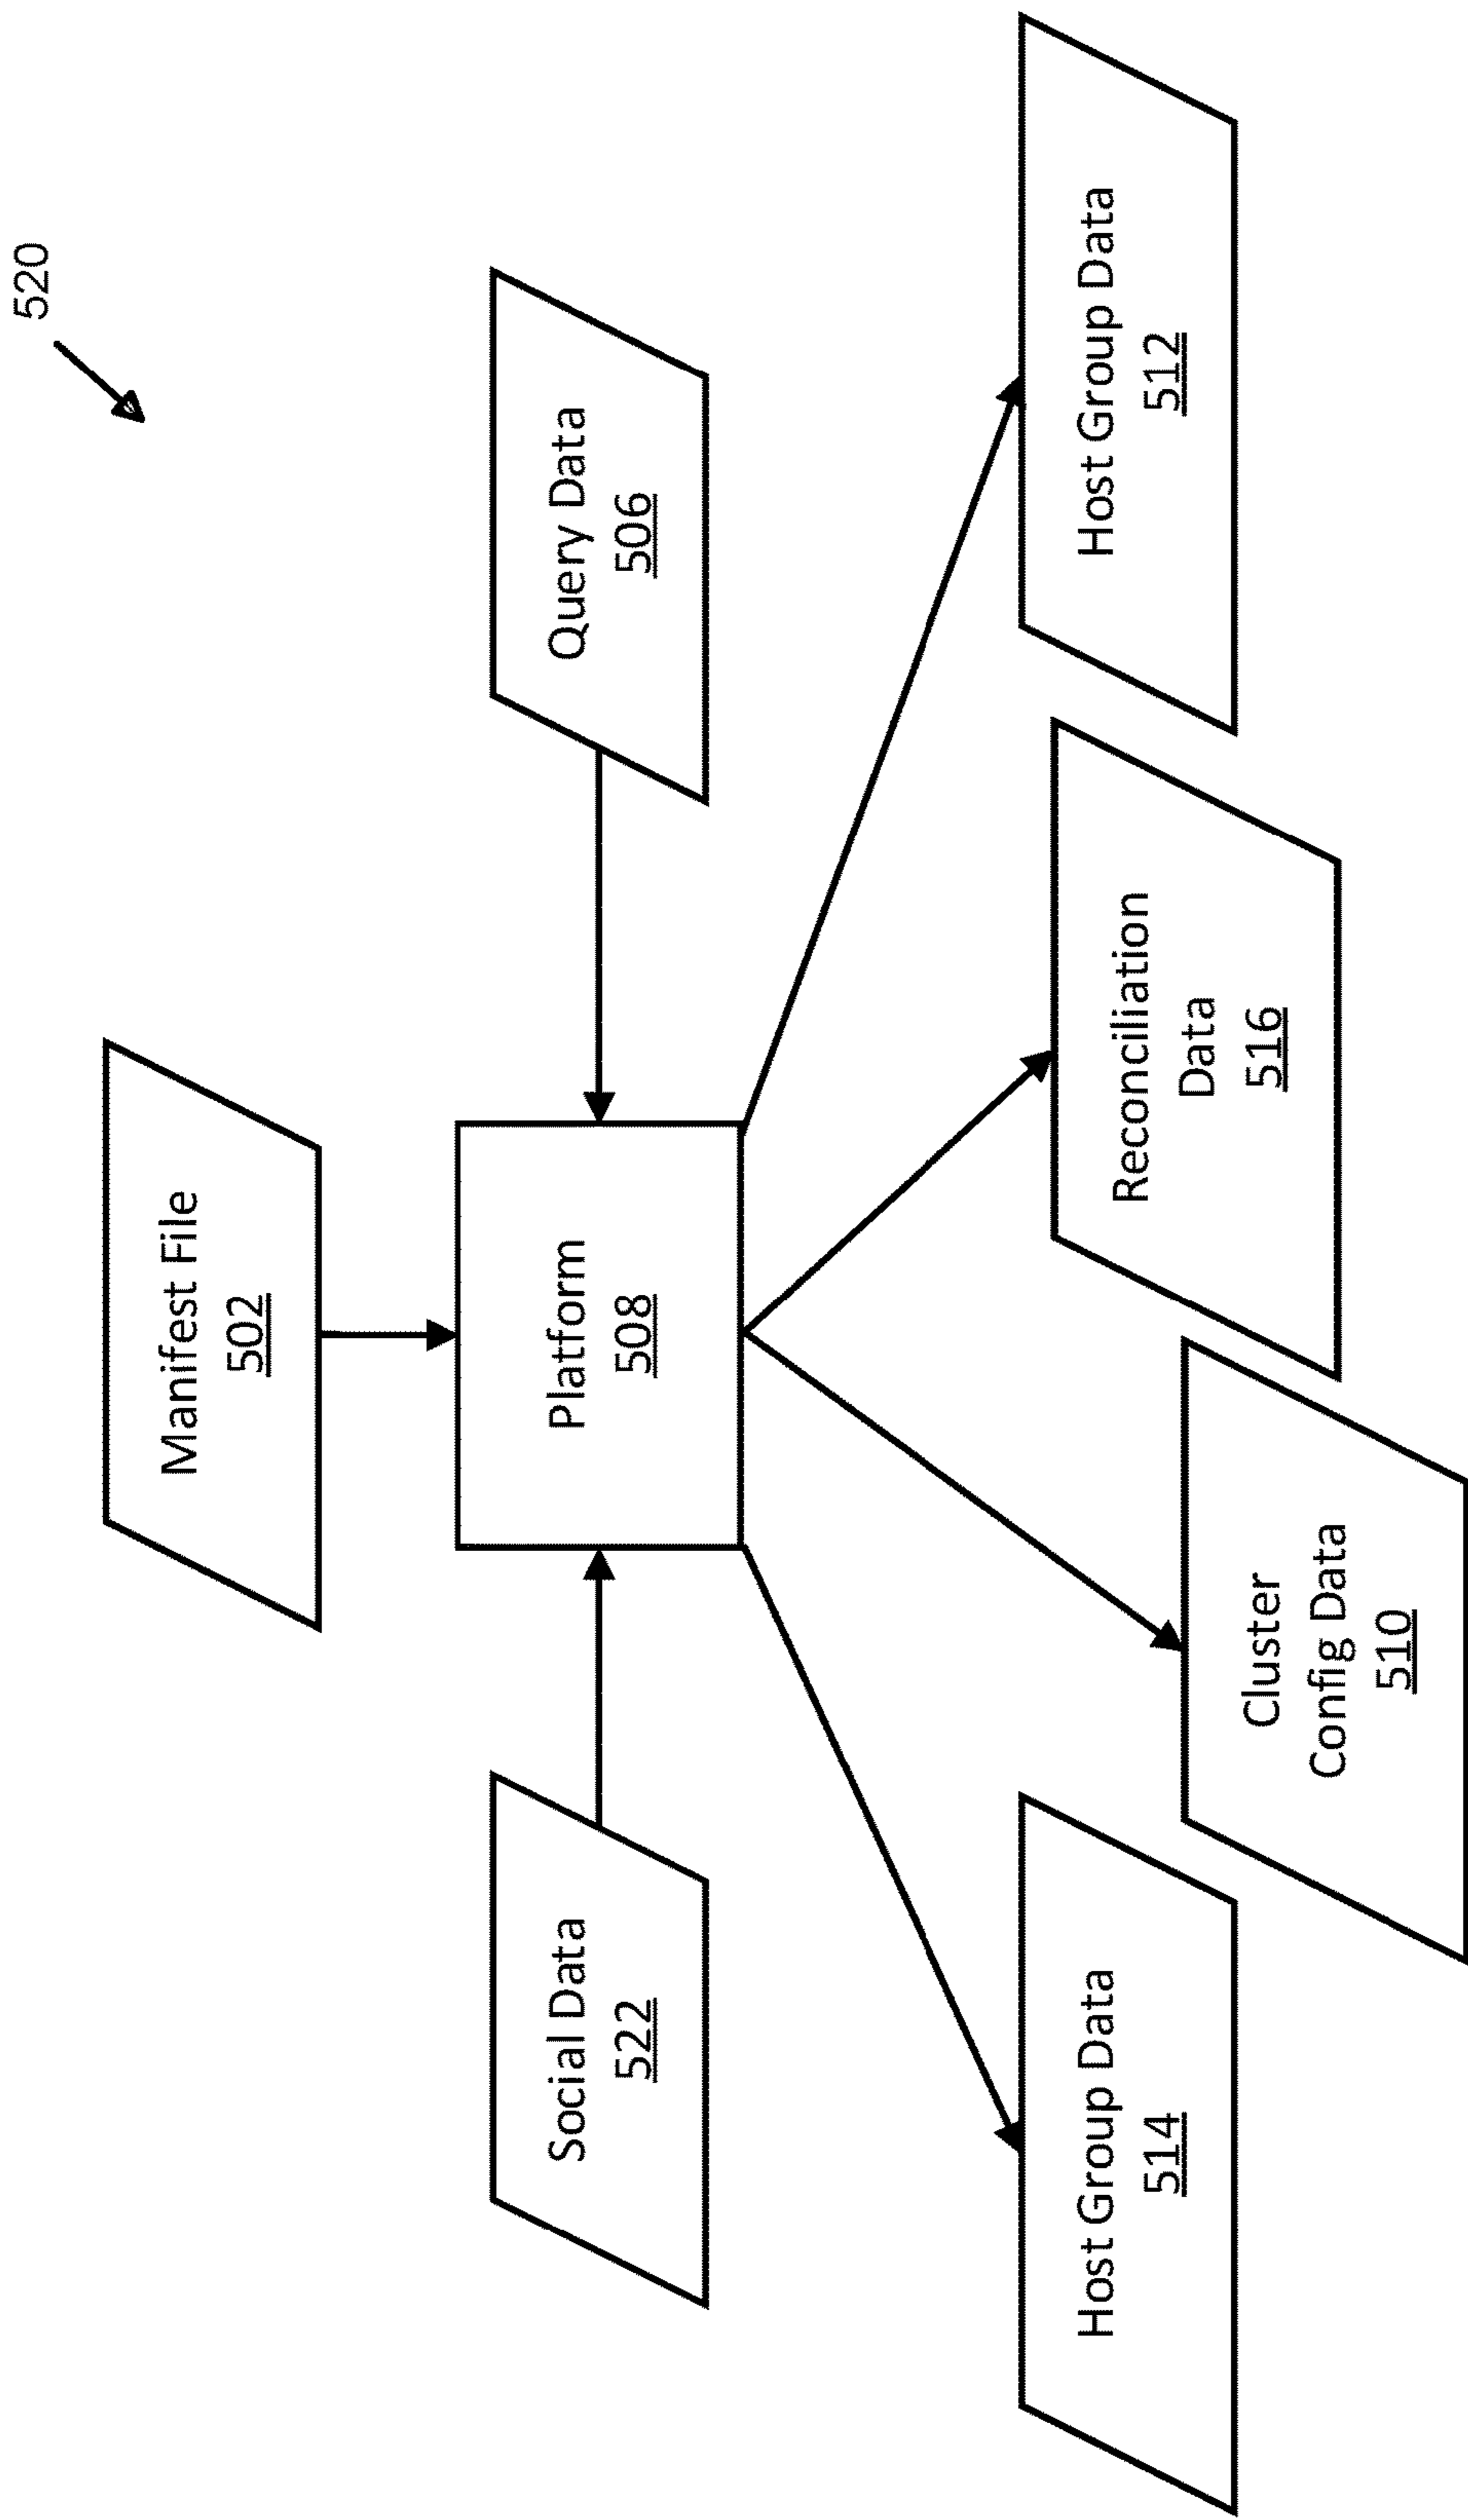 520
Manifest File
502
Social Data
522
Platform
508
Query Data
506
Host Group Data
514
Cluster
Config Data
510
Reconciliation
Data
516
Host Group Data
512